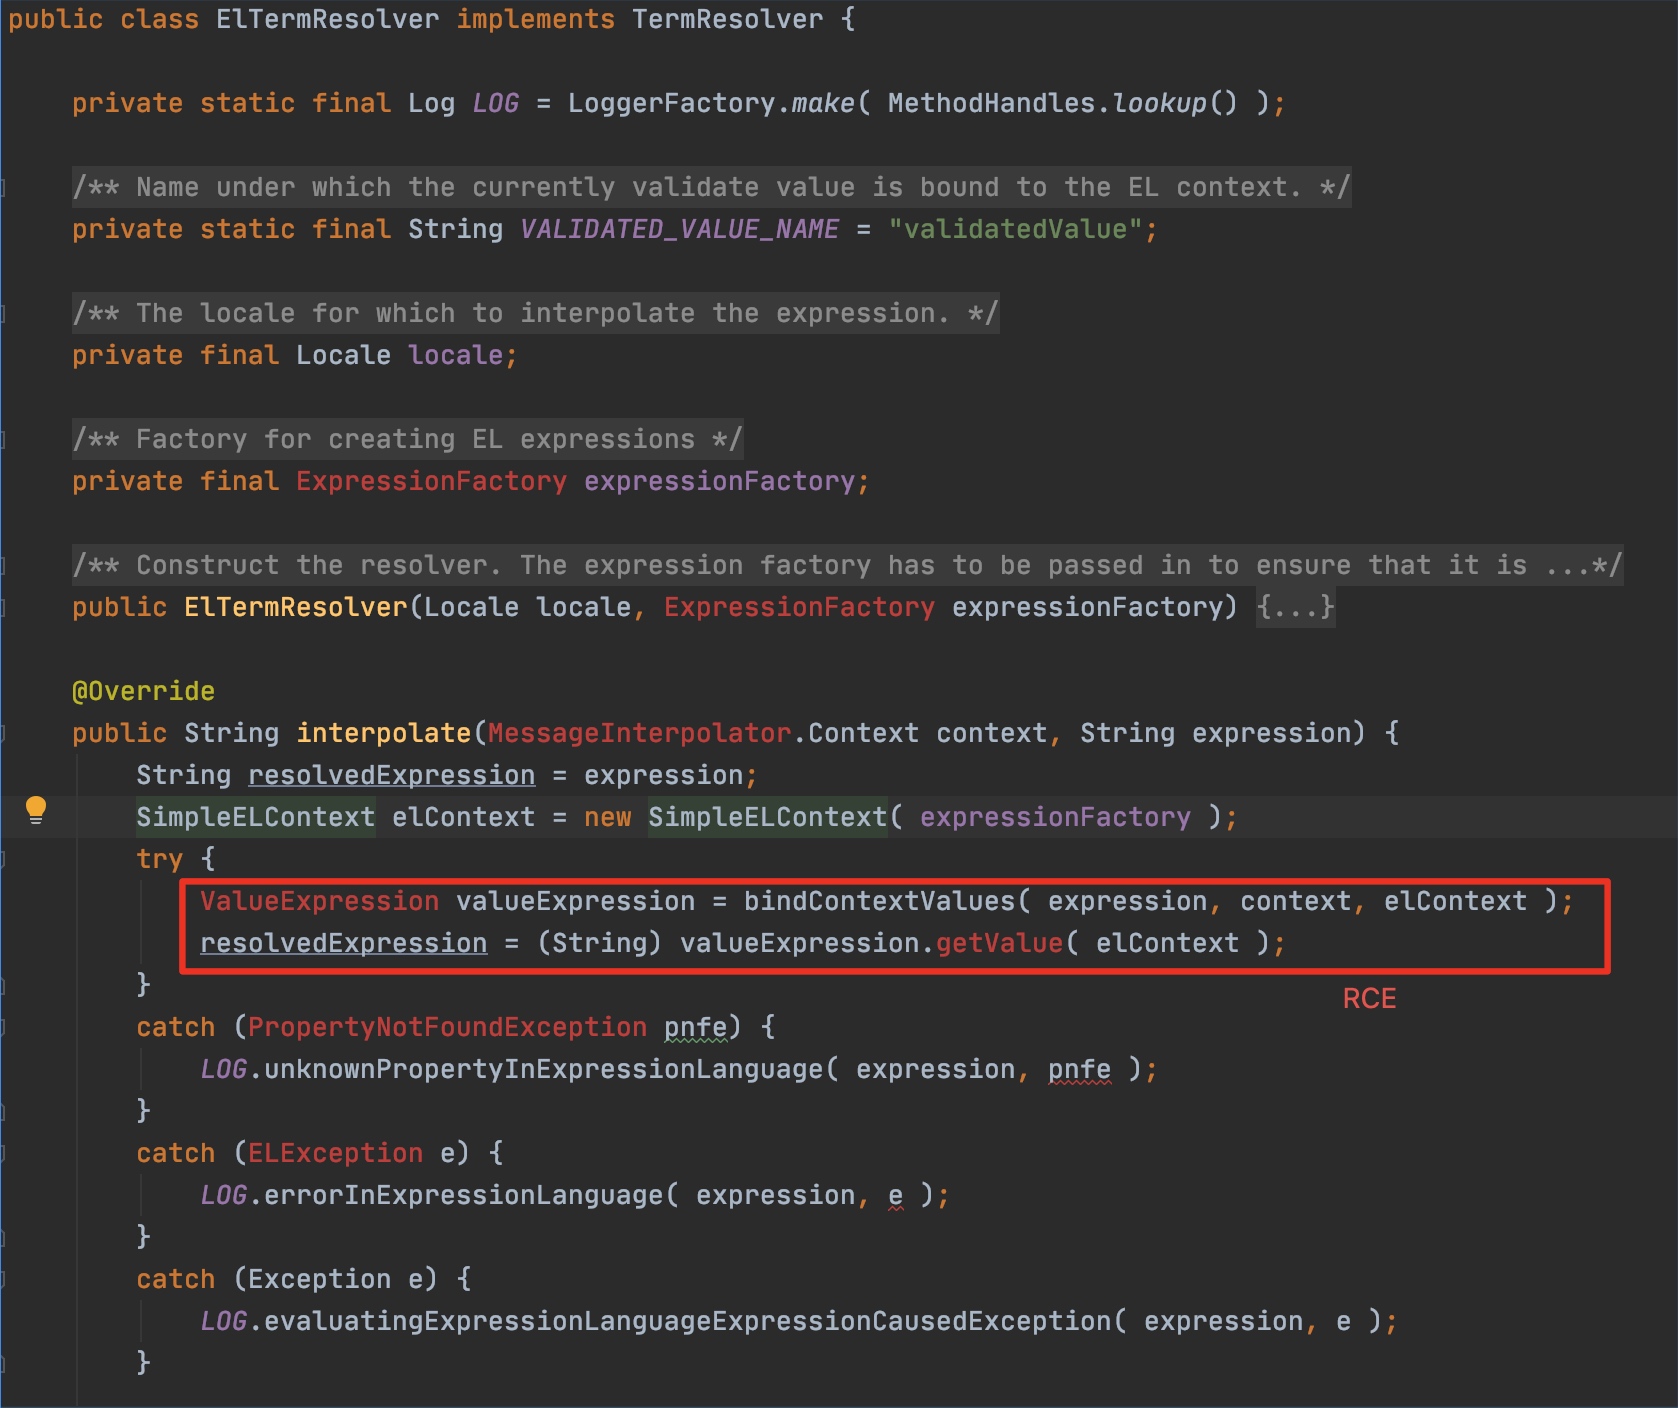 public class ElTermResolver implements TermResolver {
private static final Log LOG = LoggerFactory.make( MethodHandles.lookup() );
/** Name under which the currently validate value is bound to the EL context. */
private static final String VALIDATED_VALUE_NAME = "validatedValue";
/** The locale for which to interpolate the expression. */
private final Locale locale;
/** Factory for creating EL expressions */
private final ExpressionFactory expressionFactory;
/** Construct the resolver. The expression factory has to be passed in to ensure that it is ...*/
public ElTermResolver(Locale locale, ExpressionFactory expressionFactory) {...}
@Override
public String interpolate(MessageInterpolator.Context context, String expression) {
String resolvedExpression = expression;
SimpleELContext elContext = new SimpleELContext( expressionFactory );
try {
ValueExpression valueExpression = bindContextValues( expression, context, elContext );
resolvedExpression = (String) valueExpression.getValue( elContext );
}
RCE
catch (PropertyNotFoundException pnfe) {
LOG.unknownPropertyInExpressionLanguage( expression, pnfe );
}
catch (ELException e) {
LOG.errorInExpressionLanguage( expression, e );
}
catch (Exception e) {
LOG.evaluatingExpressionLanguageExpressionCausedException( expression, e );
}